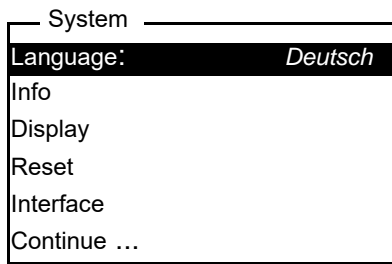 System
Language: Deutsch
Info
Display
Reset
Interface
Continue ...